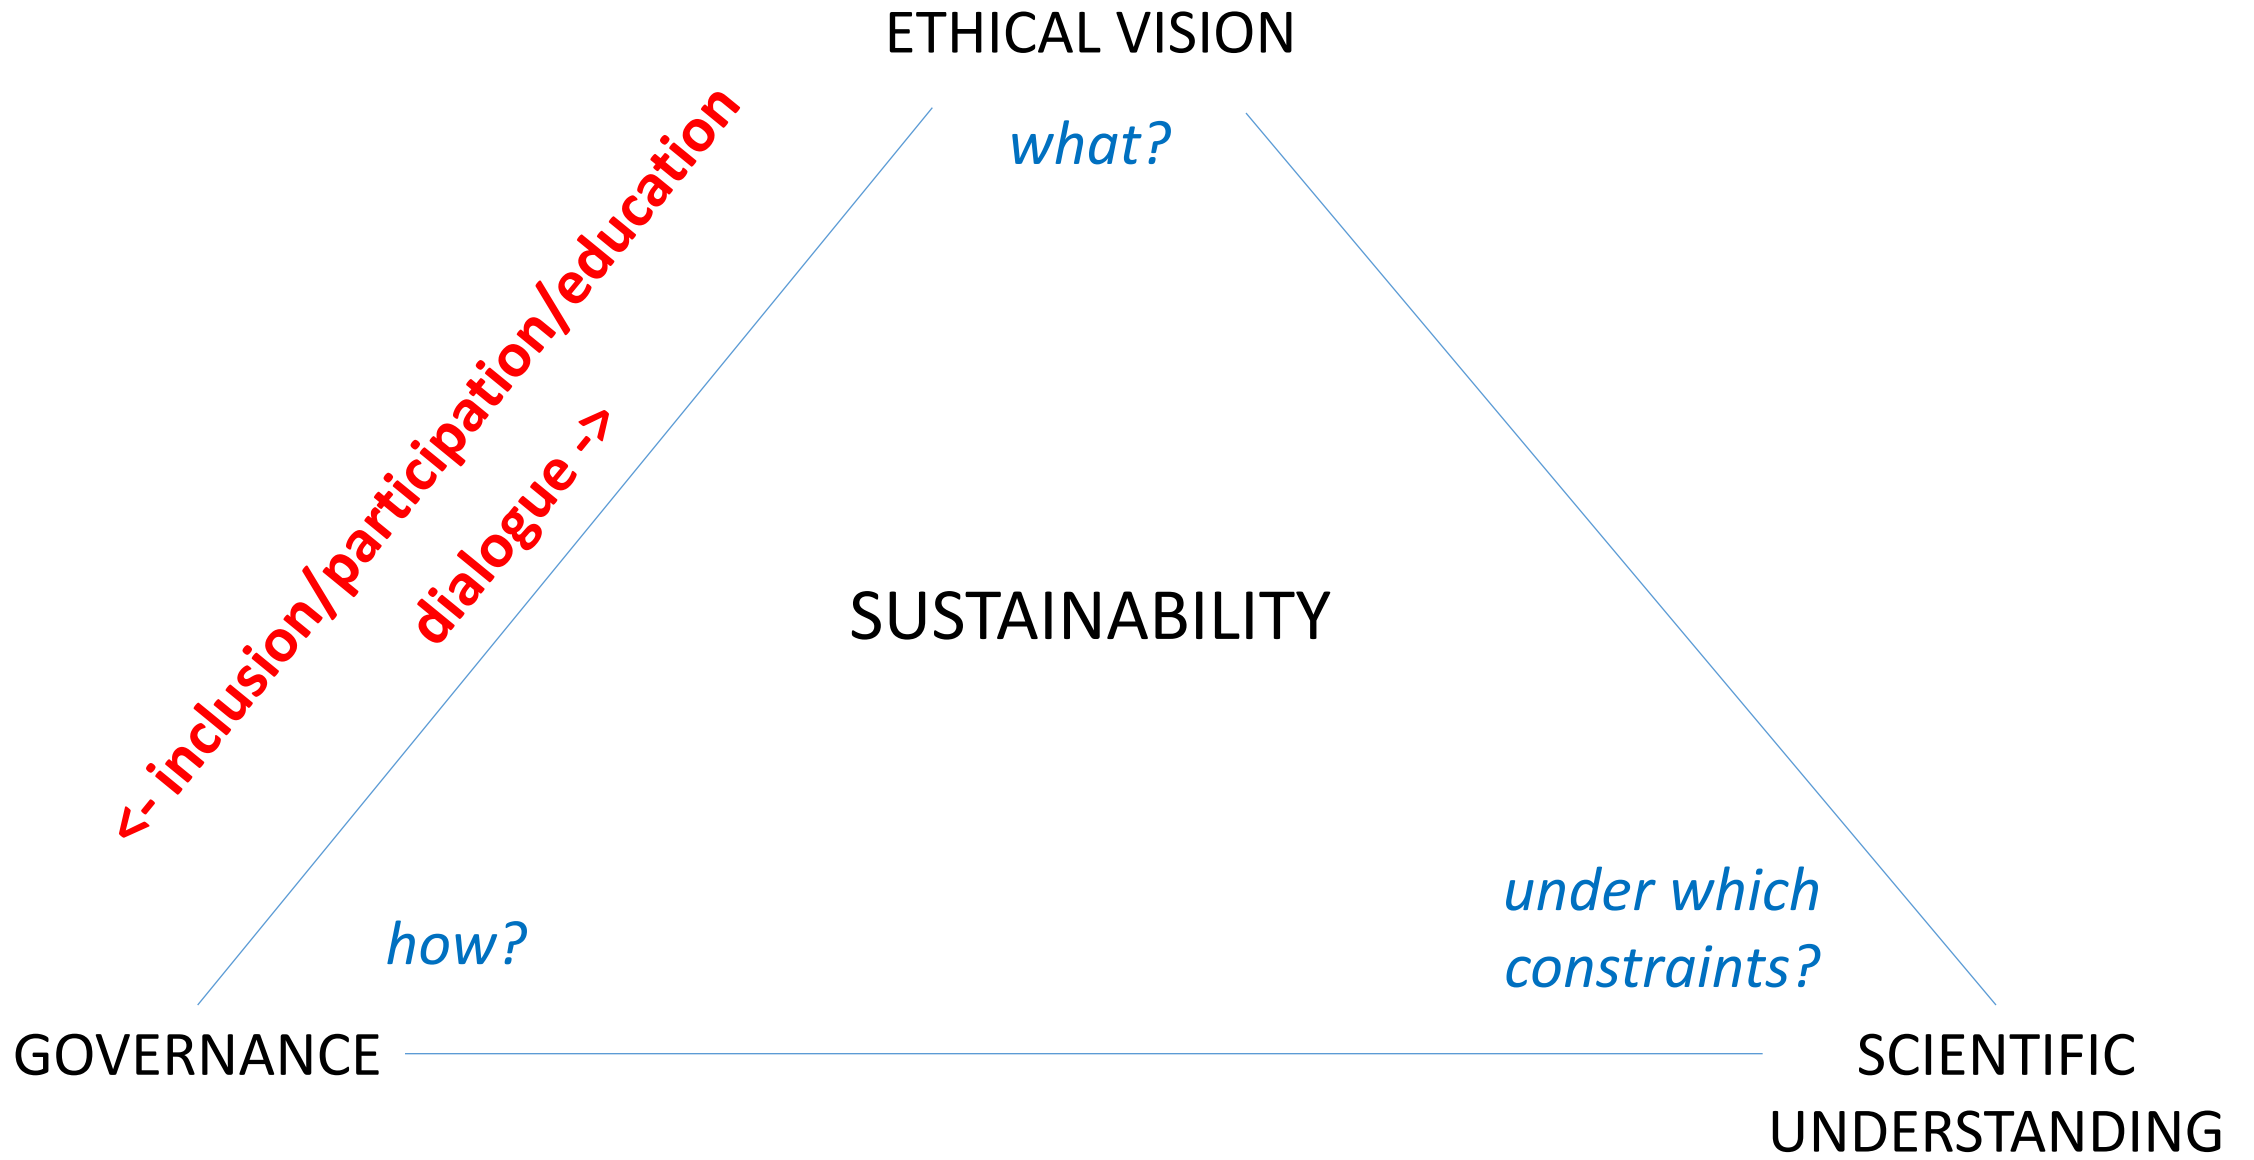 ETHICAL VISION
what?
<- inclusion/participation/education
dialogue ->
SUSTAINABILITY
how?
under which
constraints?
GOVERNANCE
SCIENTIFIC
UNDERSTANDING